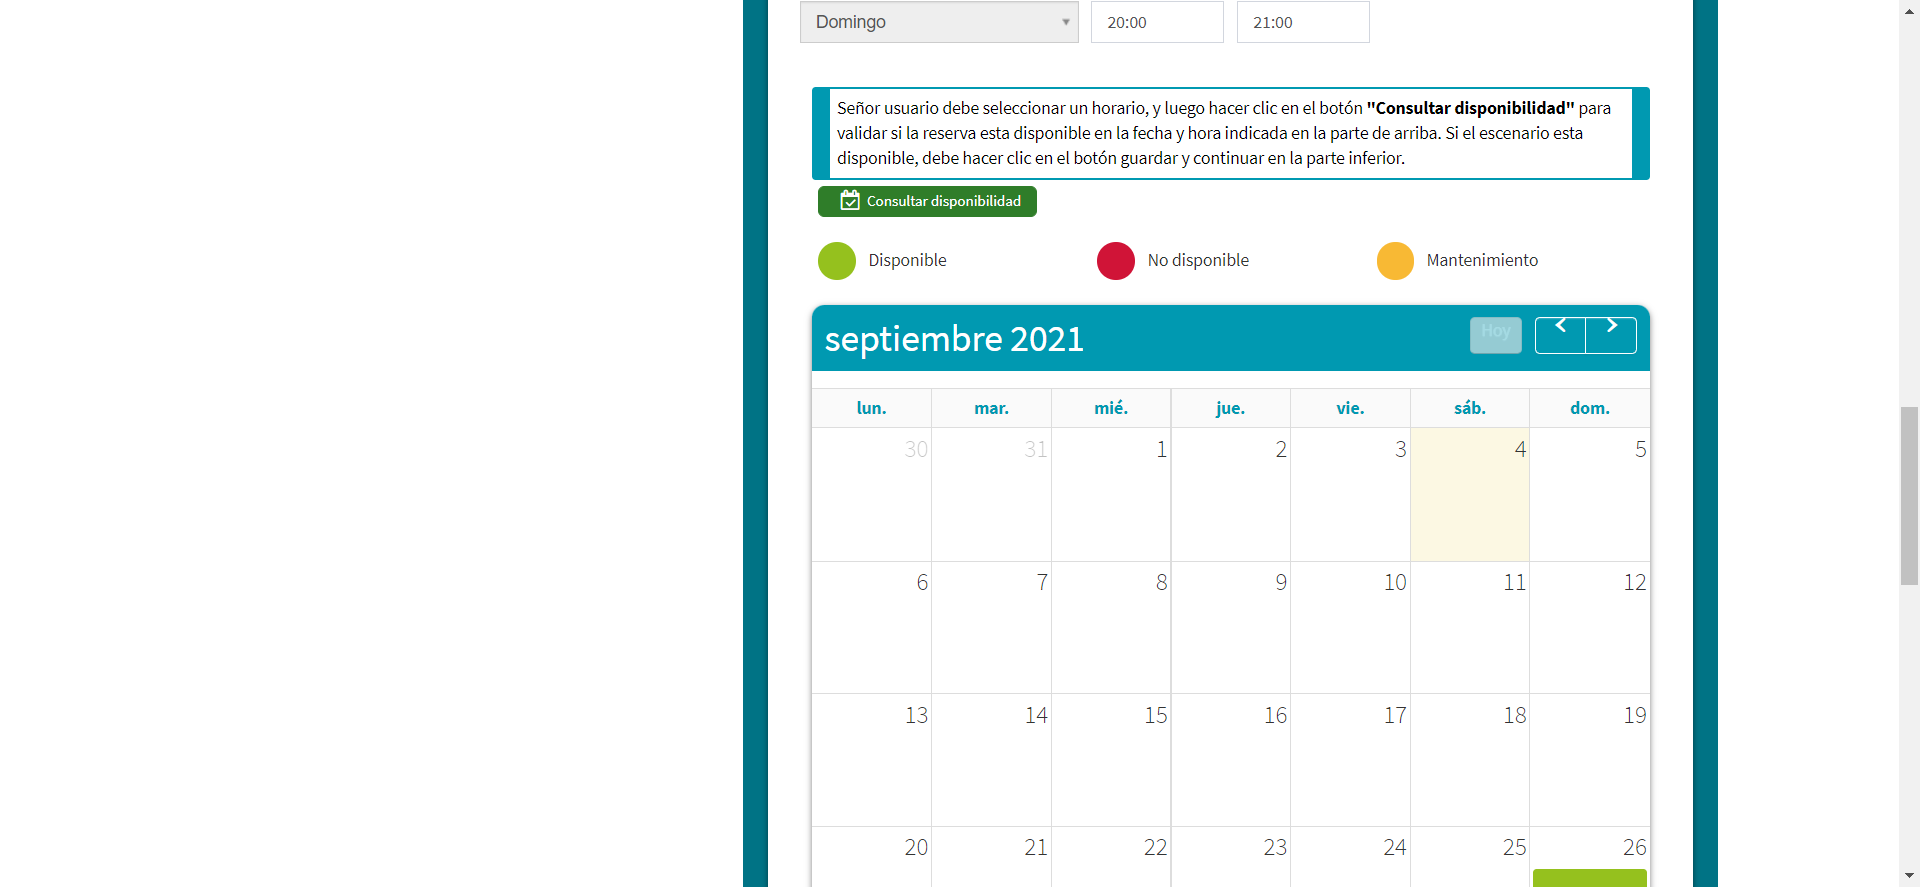 Domingo 20:00 21:00
Señor usuario debe seleccionar un horario, y luego hacer clic en el botón "Consultar disponibilidad" para
validar si la reserva esta disponible en la fecha y hora indicada en la parte de arriba. Si el escenario esta
disponible, debe hacer clic en el botón guardar y continuar en la parte inferior.
Consultar disponibilidad
Disponible No disponible Mantenimiento
septiembre 2021 Hoy
lun. mar. mié. jue. vie. sáb. dom.
30 31 1 2 3 4 5
6 7 8 9 10 11 12
13 14 15 16 17 18 19
20 21 22 23 24 25 26